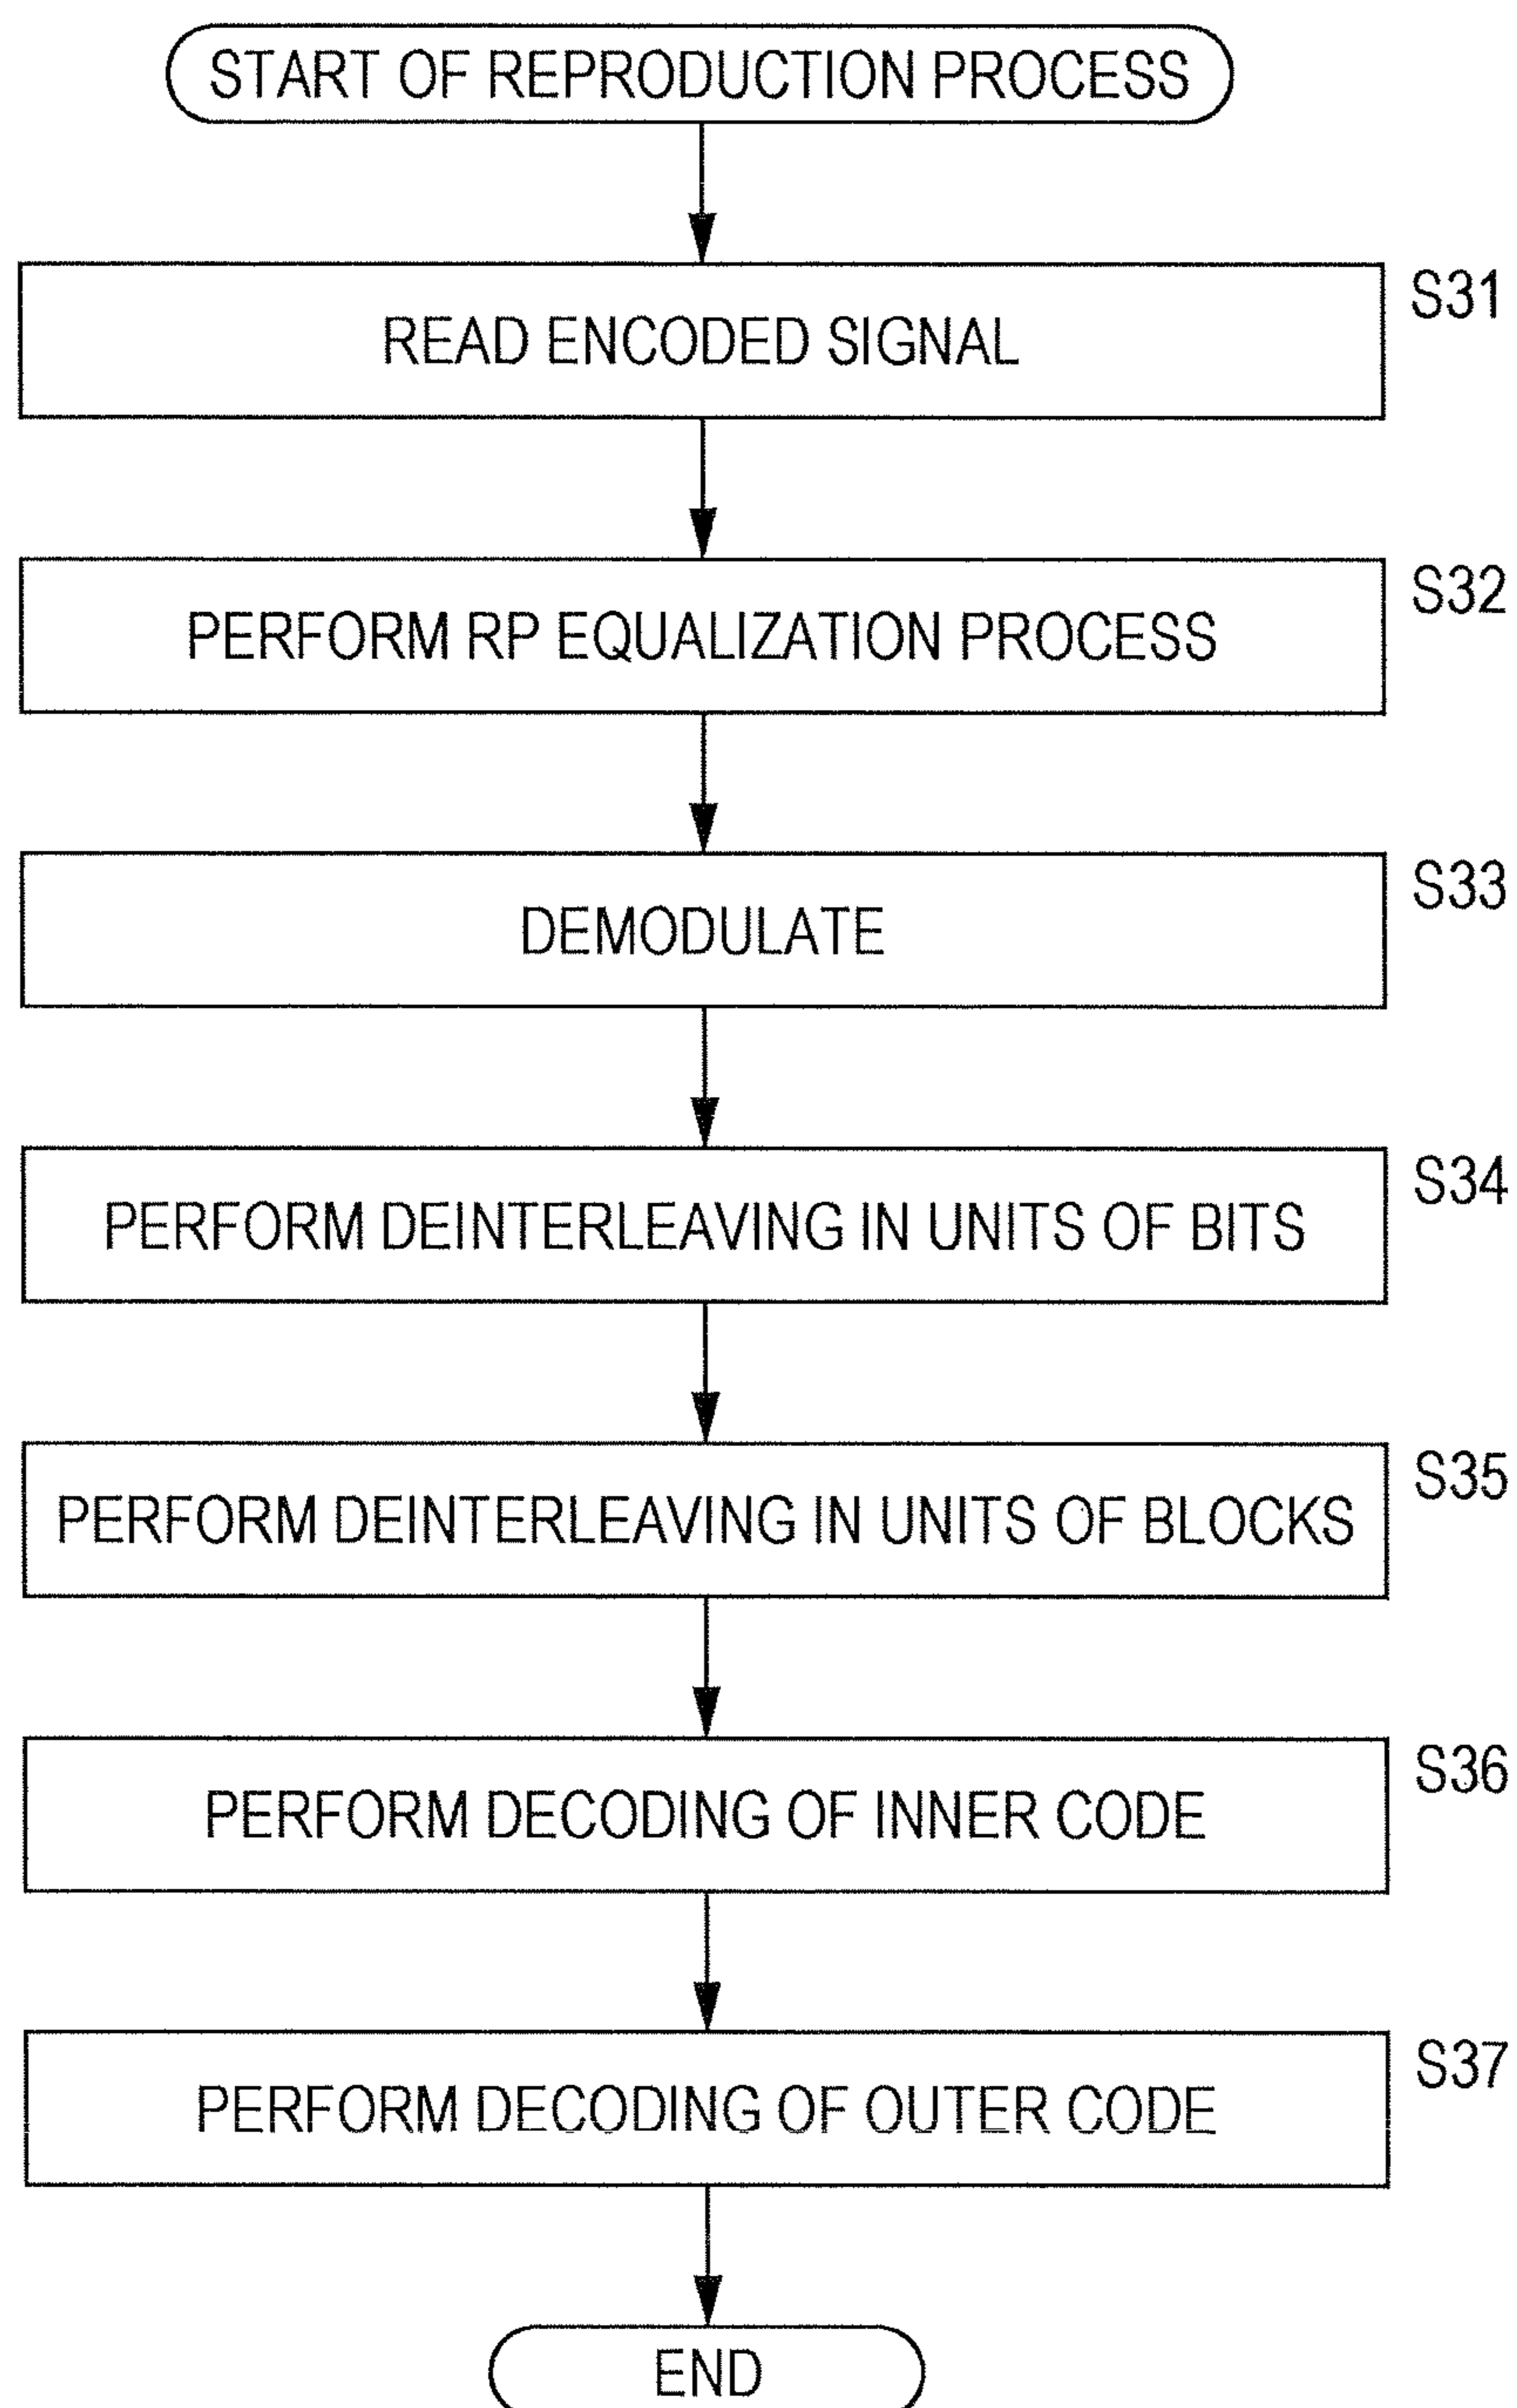 START OF REPRODUCTION PROCESS
S31
READ ENCODED SIGNAL
S32
PERFORM RP EQUALIZATION PROCESS
S33
DEMODULATE
S34
PERFORM DEINTERLEAVING IN UNITS OF BITS
S35
PERFORM DEINTERLEAVING IN UNITS OF BLOCKS
S36
PERFORM DECODING OF INNER CODE
S37
PERFORM DECODING OF OUTER CODE
END